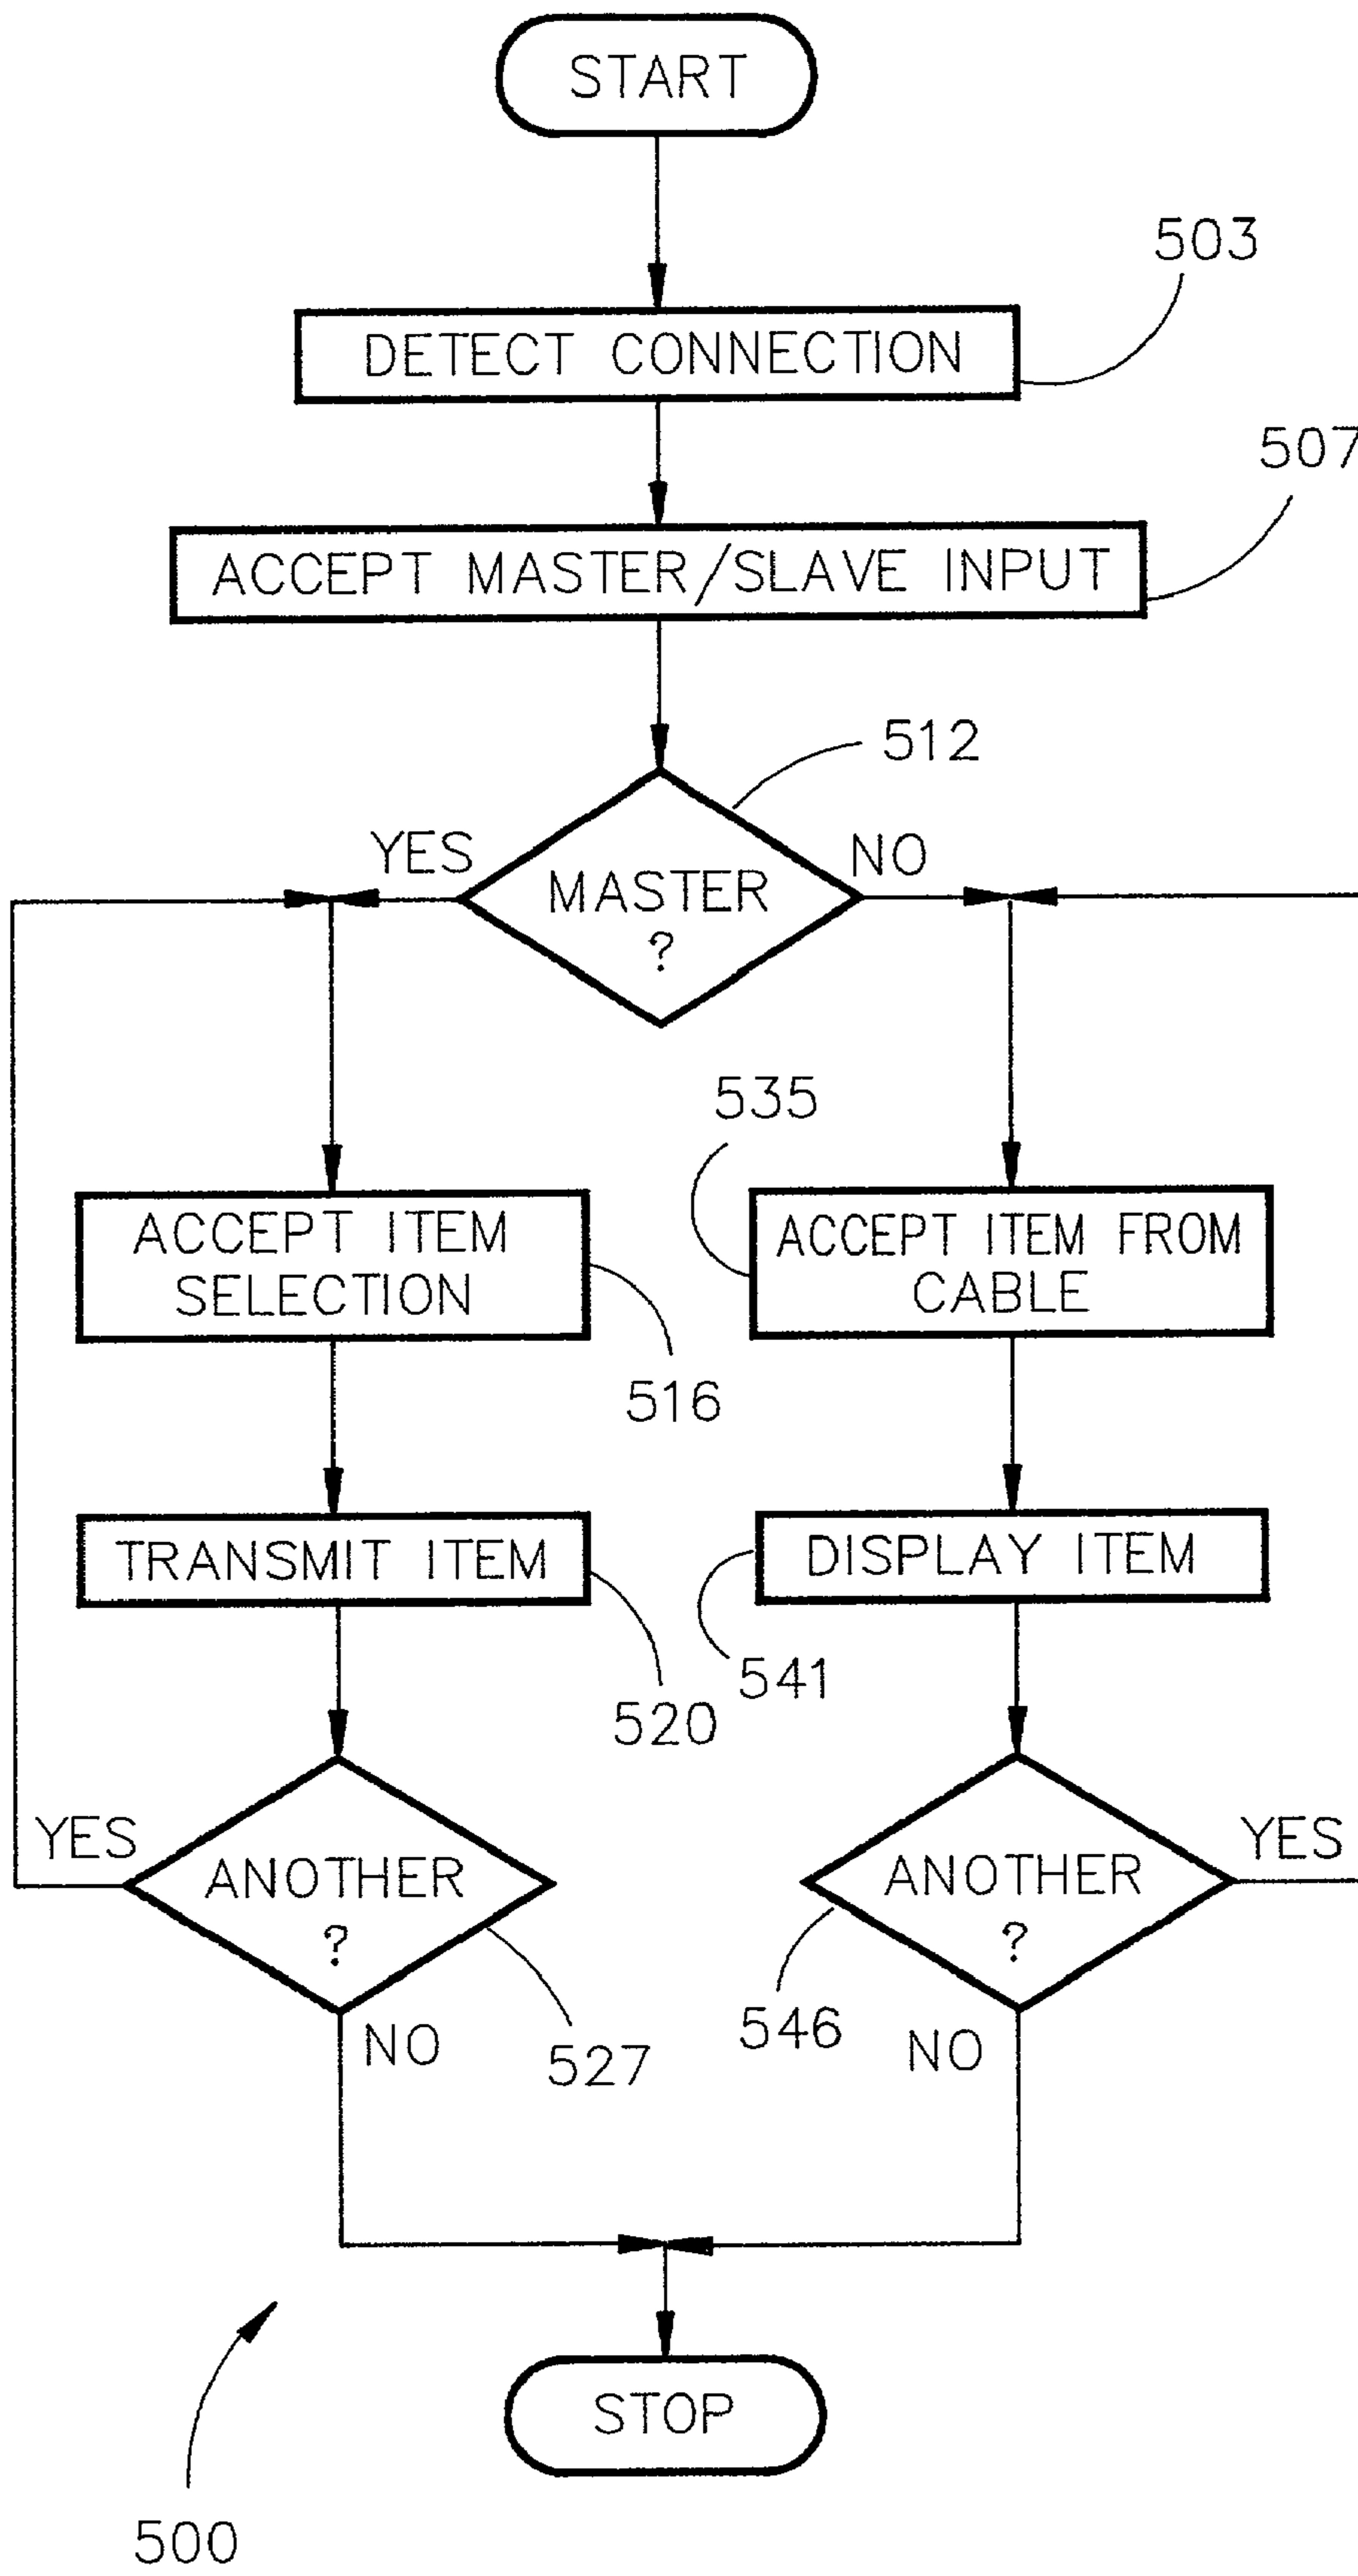 START
503
DETECT CONNECTION
507
ACCEPT MASTER/SLAVE INPUT
512
YES
NO
MASTER
?
535
ACCEPT ITEM
SELECTION
ACCEPT ITEM FROM
CABLE
516
TRANSMIT ITEM
DISPLAY ITEM
541
520
YES
ANOTHER
?
ANOTHER
?
YES
NO
527
546
NO
STOP
500